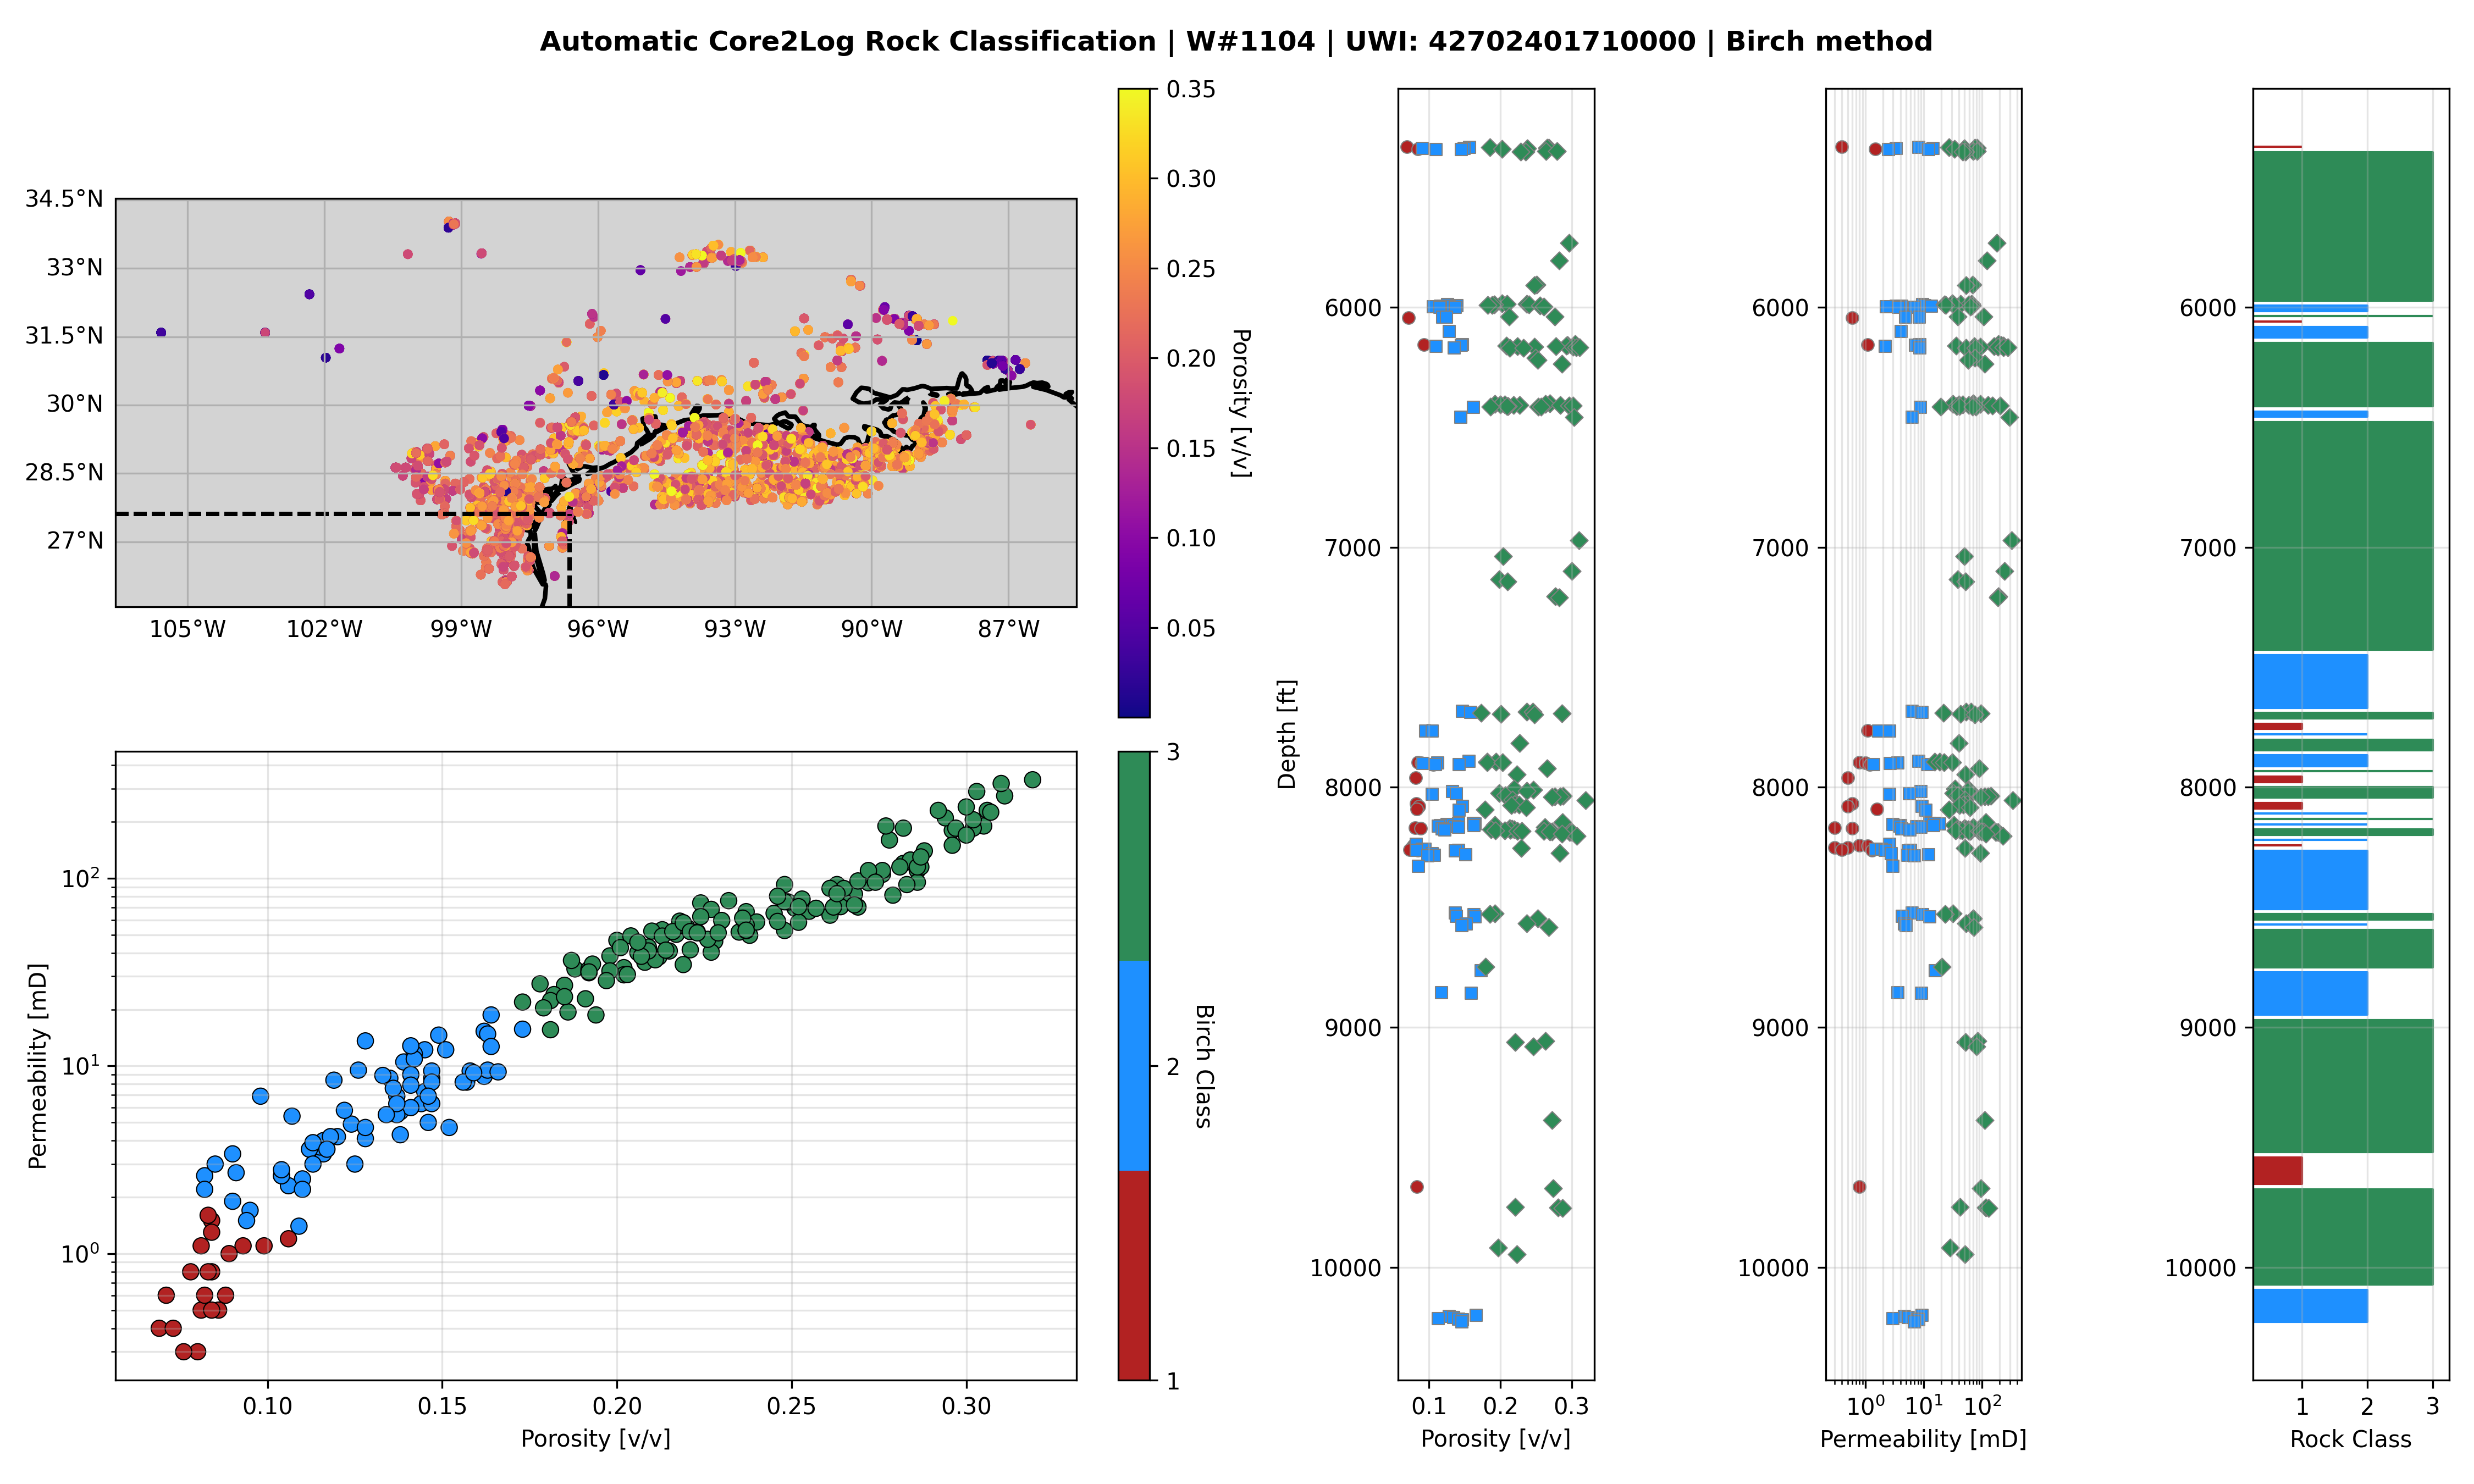 Automatic Core2Log Rock Classification | W#1104 | UWI: 42702401710000 | Birch method
34.5°N
33°N
31.5°N
30°N
28.5°N
27°N
105°W 102°W 99°W 96°W 93°W 90°W 87°W
0.35
0.30
0.25
0.20
0.15
0.10
0.05
Porosity [v/v]
10²
10¹
10⁰
Permeability [mD]
0.10 0.15 0.20 0.25 0.30
Porosity [v/v]
3
2
1
Birch Class
Depth [ft]
6000
7000
8000
9000
10000
0.1 0.2 0.3
Porosity [v/v]
6000
7000
8000
9000
10000
10⁰ 10¹ 10²
Permeability [mD]
6000
7000
8000
9000
10000
1 2 3
Rock Class